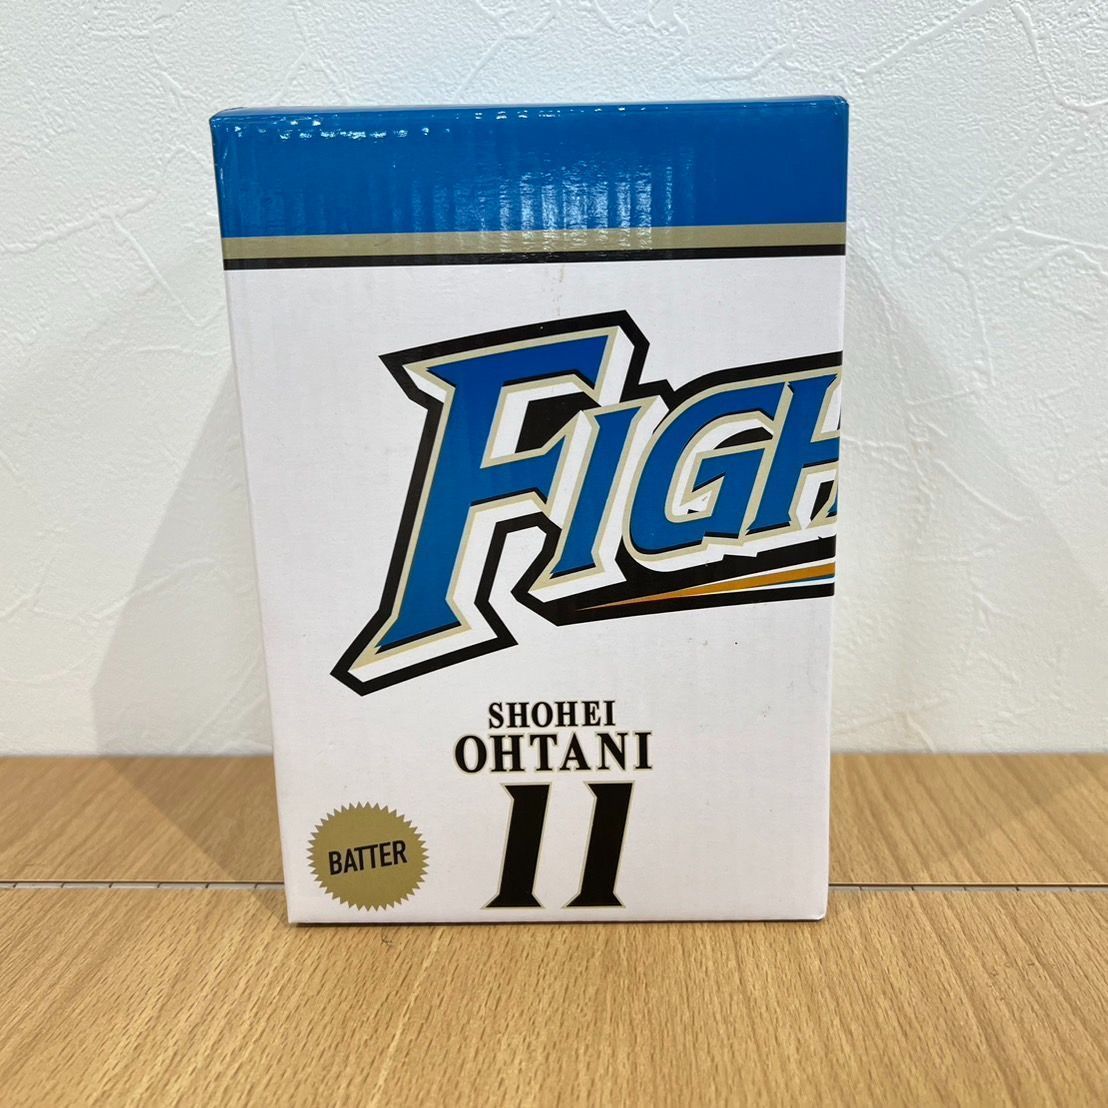 FIGH
SHOHEI
OHTANI
11
BATTER